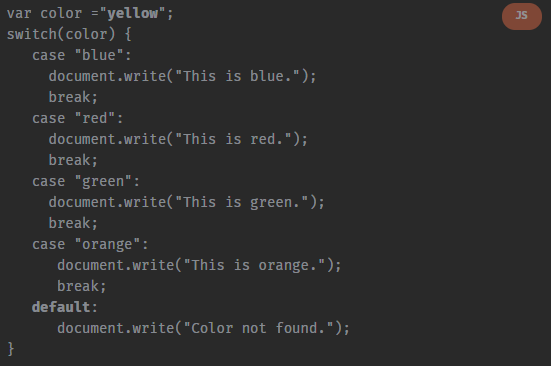 var color ="yellow";
JS
switch(color) {
   case "blue":
     document.write("This is blue.");
     break;
   case "red":
     document.write("This is red.");
     break;
   case "green":
     document.write("This is green.");
     break;
   case "orange":
      document.write("This is orange.");
      break;
   default:
      document.write("Color not found.");
}